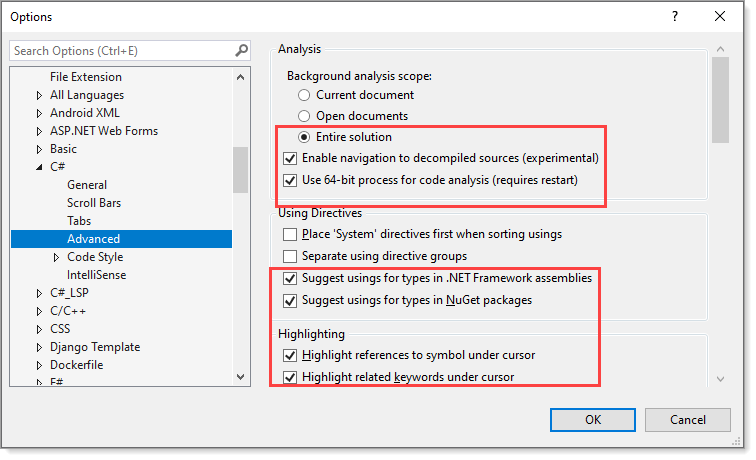 Options
Search Options (Ctrl+E)
File Extension
All Languages
Android XML
ASP.NET Web Forms
Basic
C#
General
Scroll Bars
Tabs
Advanced
Code Style
IntelliSense
C#_LSP
C/C++
CSS
Django Template
Dockerfile
F#
Analysis
Background analysis scope:
Current document
Open documents
Entire solution
Enable navigation to decompiled sources (experimental)
Use 64-bit process for code analysis (requires restart)
Using Directives
Place 'System' directives first when sorting usings
Separate using directive groups
Suggest usings for types in .NET Framework assemblies
Suggest usings for types in NuGet packages
Highlighting
Highlight references to symbol under cursor
Highlight related keywords under cursor
OK
Cancel